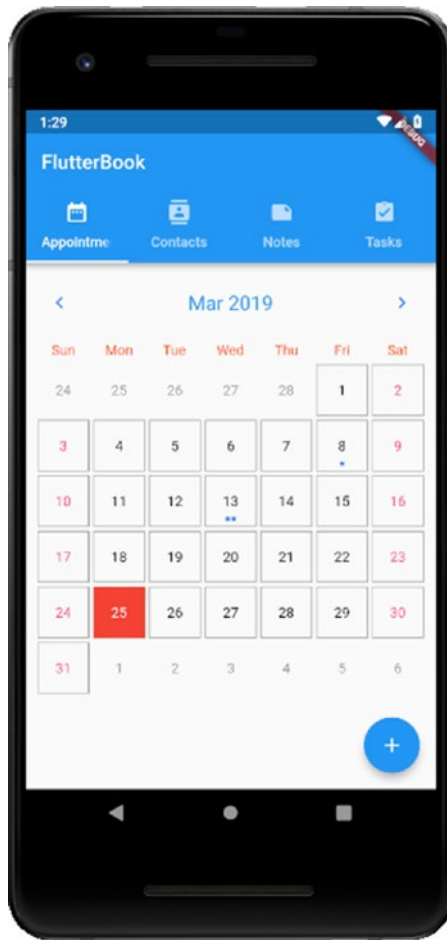 1:29
DEBUG
FlutterBook
Appointme Contacts Notes Tasks
Mar 2019
Sun Mon Tue Wed Thu Fri Sat
24 25 26 27 28 1 2
3 4 5 6 7 8 9
10 11 12 13 14 15 16
17 18 19 20 21 22 23
24 25 26 27 28 29 30
31 1 2 3 4 5 6